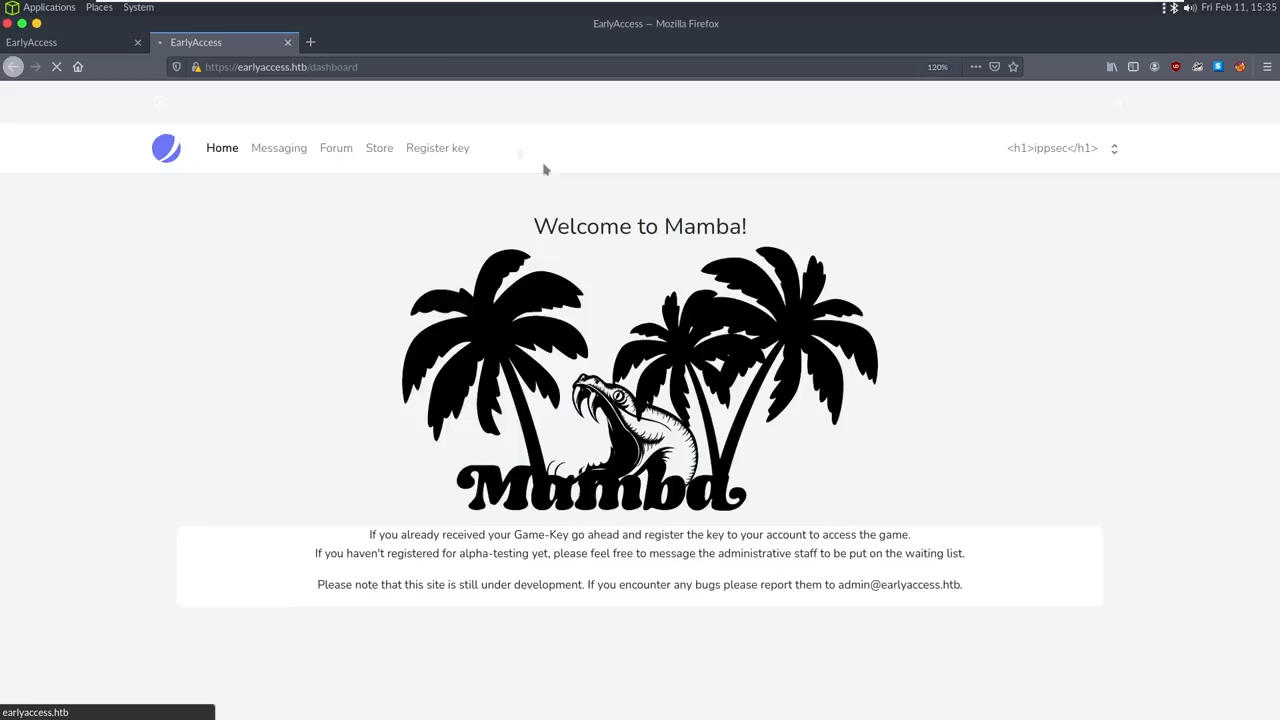 Applications Places System Fri Feb 11, 15:35
EarlyAccess — Mozilla Firefox
EarlyAccess EarlyAccess
https://earlyaccess.htb/dashboard 120%
Home Messaging Forum Store Register key <h1>ippsec</h1>
Welcome to Mamba!
Mamba
If you already received your Game-Key go ahead and register the key to your account to access the game.
If you haven't registered for alpha-testing yet, please feel free to message the administrative staff to be put on the waiting list.
Please note that this site is still under development. If you encounter any bugs please report them to admin@earlyaccess.htb.
earlyaccess.htb